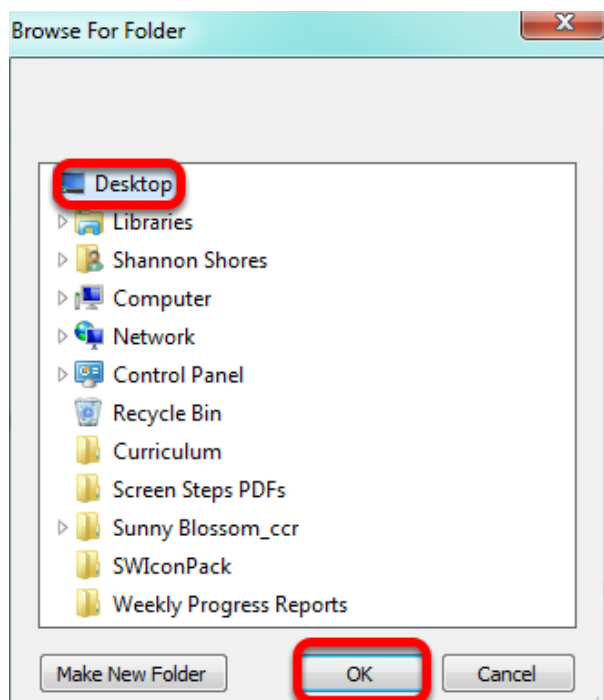 Browse For Folder
Desktop
Libraries
Shannon Shores
Computer
Network
Control Panel
Recycle Bin
Curriculum
Screen Steps PDFs
Sunny Blossom_ccr
SWIconPack
Weekly Progress Reports
Make New Folder OK Cancel